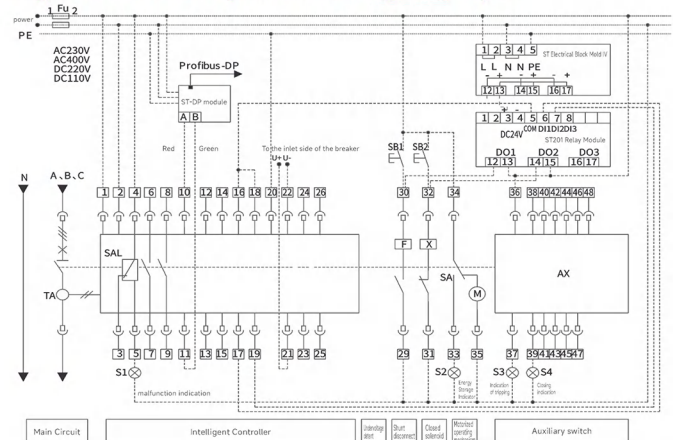 1 Fu 2
power
PE
AC230V
AC400V
DC220V
DC110V
Profibus-DP
ST-DP module
A B
Red Green
To the inlet side of the breaker
U+ U-
ST Electrical Block Mold IV
1 2 3 4 5
L L N N PE
- + - +
12 13 14 15 16 17
+ -
1 2 3 4 5 6 7 8
DC24V COM DI1DI2DI3
ST201 Relay Module
DO1 DO2 DO3
12 13 14 15 16 17
SB1 SB2
N A、B、C
1 2 4 6 8 10 12 14 16 18 20 22 24 26 30 32 34 36 38 40 42 44 46 48
SAL
F X
SA
M
AX
TA
3 5 7 9 11 13 15 17 19 21 23 25 29 31 33 35 37 39 41 43 45 47
S1 S2 S3 S4
malfunction indication
Energy
Storage
Indicator
Indication
of tripping
Closing
indication
Main Circuit
Intelligent Controller
Shunt
disconnect
Closed
solenoid
Motorized
operating
Auxiliary switch